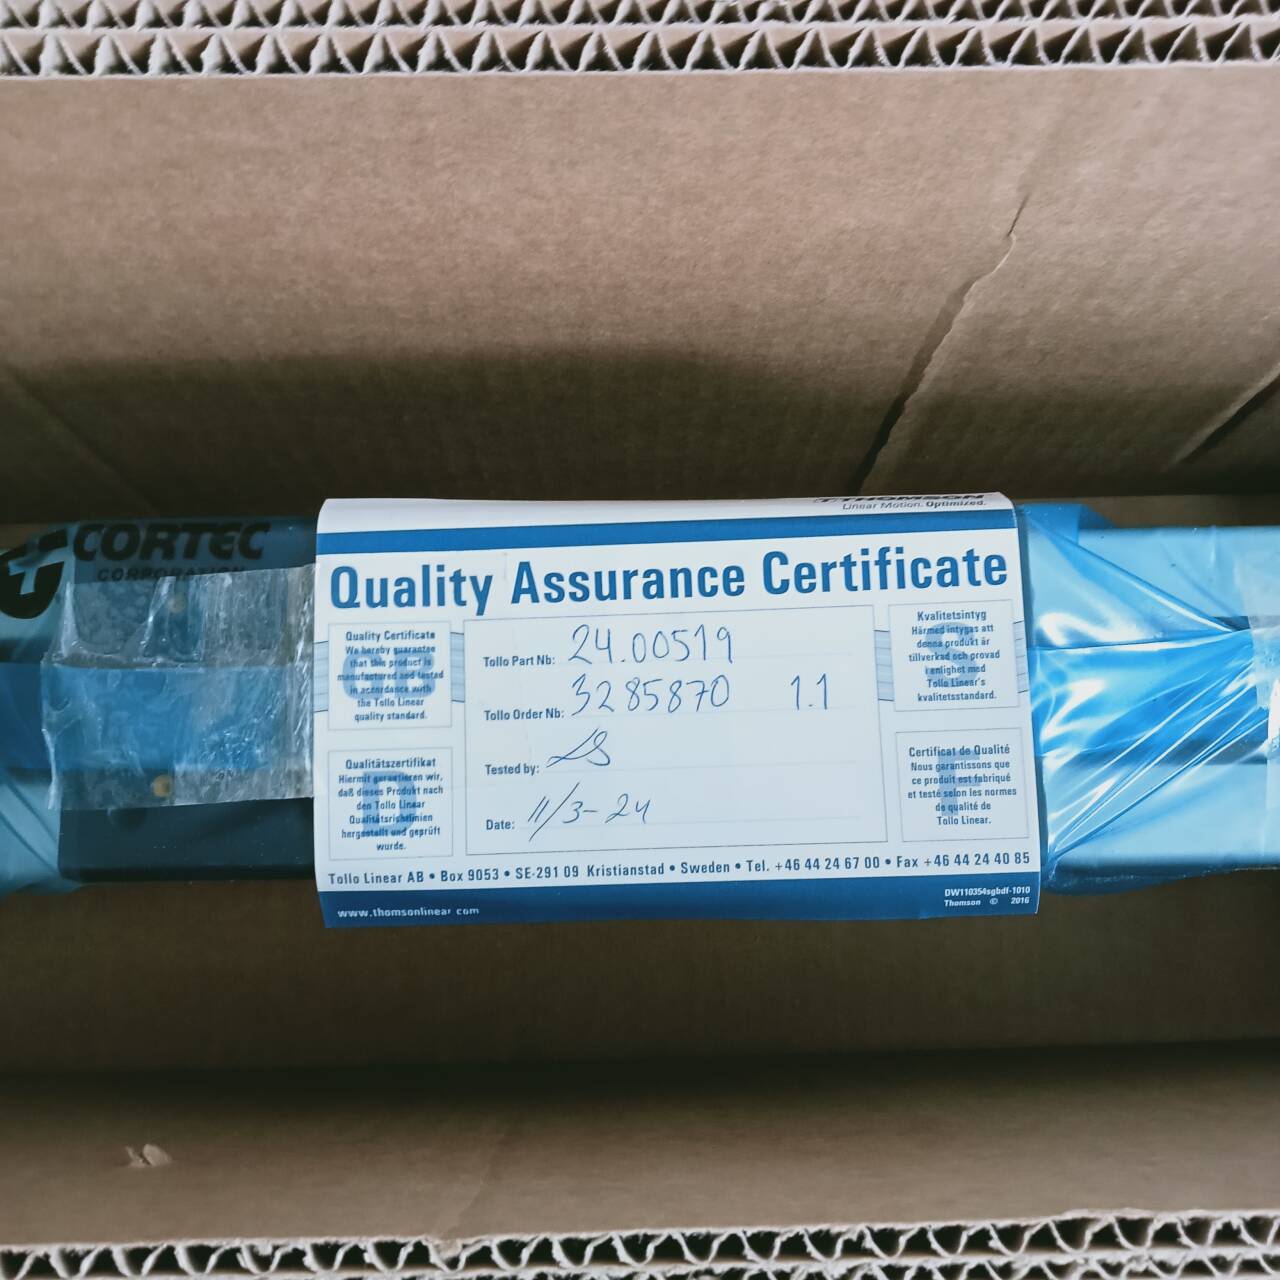 THOMSON
Linear Motion. Optimized.
CORTEC
CORPORATION
Quality Assurance Certificate
Quality Certificate
We hereby guarantee
that this product is
manufactured and tested
in accordance with
the Tollo Linear
quality standard.
Qualitätszertifikat
Hiermit garantieren wir,
daß dieses Produkt nach
den Tollo Linear
Qualitätsrichtlinien
hergestellt und geprüft
wurde.
Tollo Part Nb: 24.00519
Tollo Order Nb: 3285870 1.1
Tested by:
Date: 11/3-24
Kvalitetsintyg
Härmed intygas att
denna produkt är
tillverkad och provad
i enlighet med
Tollo Linear's
kvalitetsstandard.
Certificat de Qualité
Nous garantissons que
ce produit est fabriqué
et testé selon les normes
de qualité de
Tollo Linear.
Tollo Linear AB • Box 9053 • SE-291 09 Kristianstad • Sweden • Tel. +46 44 24 67 00 • Fax +46 44 24 40 85
www.thomsonlinear.com
DW110354sgbdf-1010
Thomson © 2016